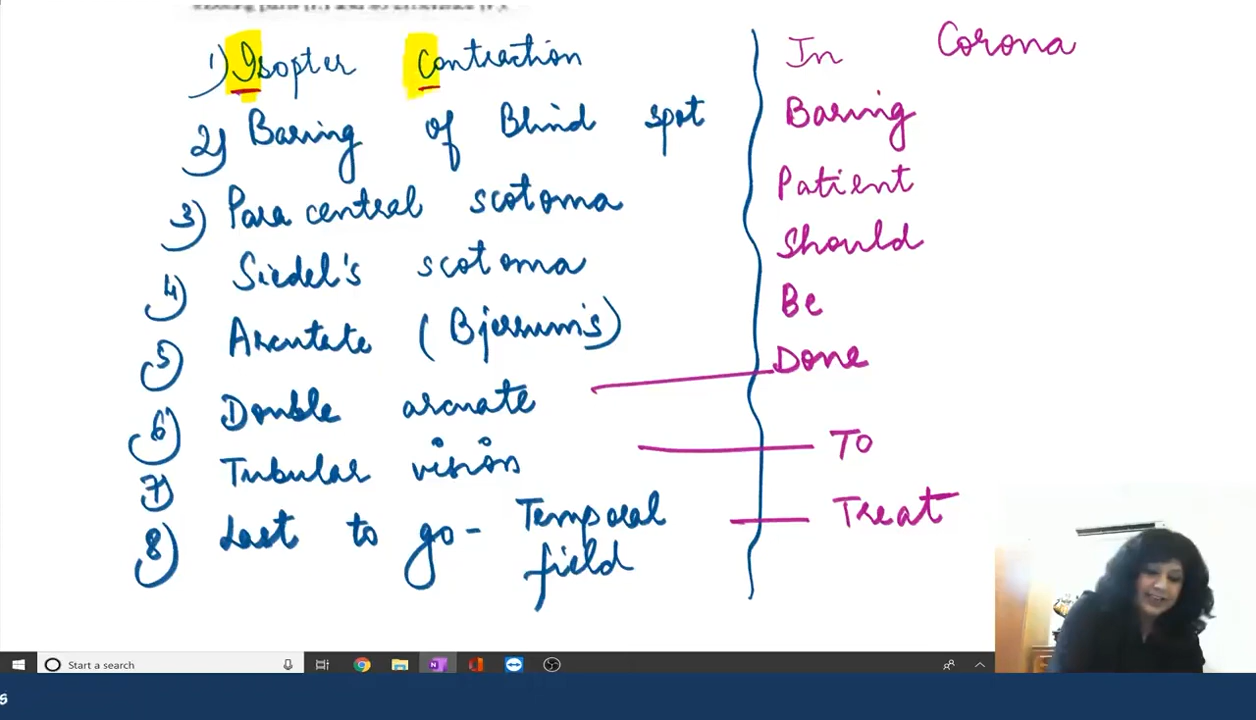 1) Isopter Contraction
2) Baring of Blind spot
3) Para central scotoma
4) Siedel's scotoma
5) Arcutate (Bjerrum's)
6) Double arcuate
7) Tubular vision
8) Last to go - Temporal
field
In Corona
Baring
Patient
Should
Be
Done
To
Treat
Start a search
s